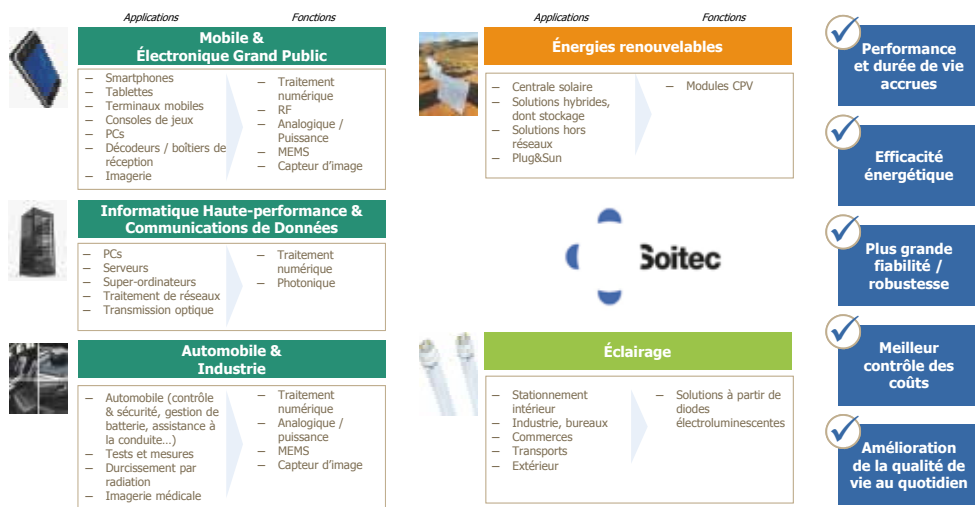 Applications Fonctions
Mobile &
Électronique Grand Public
— Smartphones
— Tablettes
— Terminaux mobiles
— Consoles de jeux
— PCs
— Décodeurs / boîtiers de
réception
— Imagerie
— Traitement
numérique
— RF
— Analogique /
Puissance
— MEMS
— Capteur d’image
Informatique Haute-performance &
Communications de Données
— PCs
— Serveurs
— Super-ordinateurs
— Traitement de réseaux
— Transmission optique
— Traitement
numérique
— Photonique
Automobile &
Industrie
— Automobile (contrôle
& sécurité, gestion de
batterie, assistance à
la conduite…)
— Tests et mesures
— Durcissement par
radiation
— Imagerie médicale
— Traitement
numérique
— Analogique /
puissance
— MEMS
— Capteur d’image
Applications Fonctions
Énergies renouvelables
— Centrale solaire
— Solutions hybrides,
dont stockage
— Solutions hors
réseaux
— Plug&Sun
— Modules CPV
Soitec
Éclairage
— Stationnement
intérieur
— Industrie, bureaux
— Commerces
— Transports
— Extérieur
— Solutions à partir de
diodes
électroluminescentes
Performance
et durée de vie
accrues
Efficacité
énergétique
Plus grande
fiabilité /
robustesse
Meilleur
contrôle des
coûts
Amélioration
de la qualité de
vie au quotidien